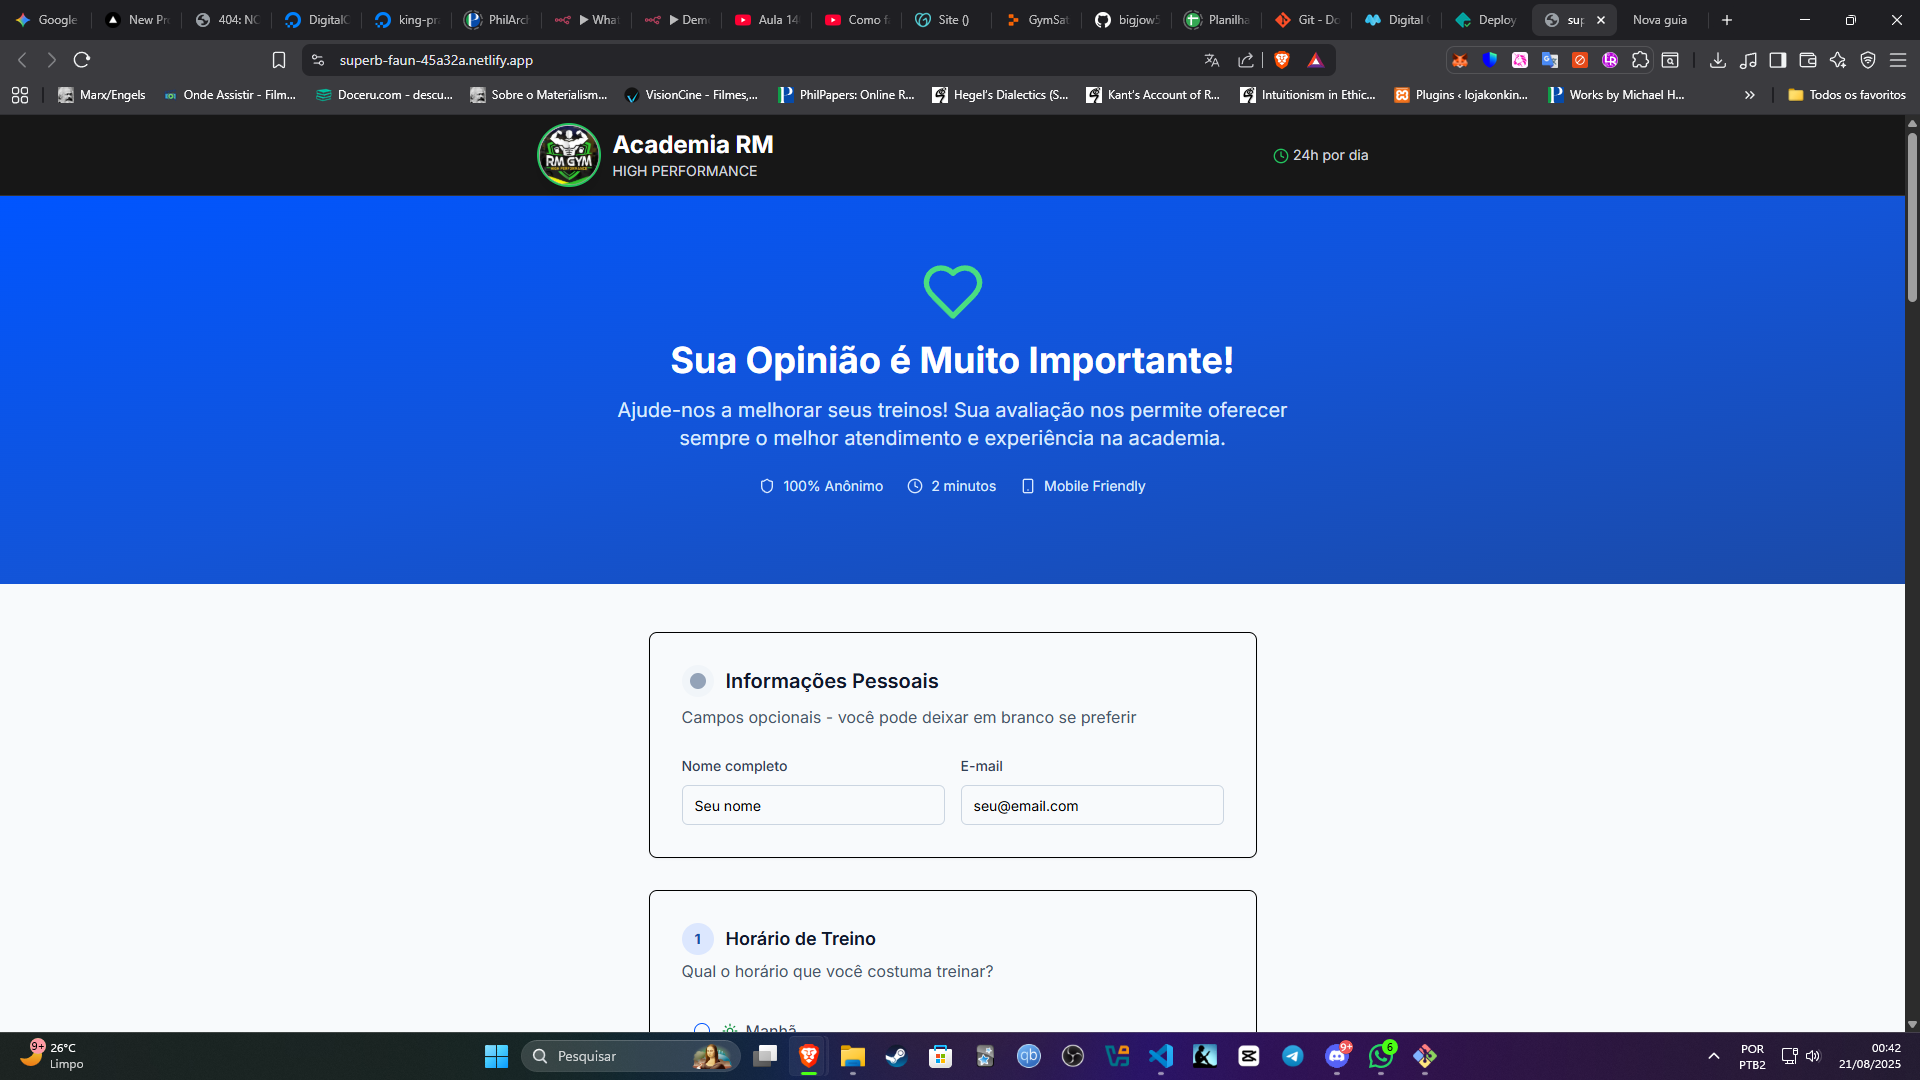 Google
New Pr
404: NC
DigitalC
king-pra
PhilArch
What
Dem
Aula 14
Como fa
Site ()
GymSat
bigjow5
Planilha
Git - Do
Digital
Deploy
sup
Nova guia
superb-faun-45a32a.netlify.app
Marx/Engels
Onde Assistir - Film...
Doceru.com - descu...
Sobre o Materialism...
VisionCine - Filmes,...
PhilPapers: Online R...
Hegel's Dialectics (S...
Kant's Account of R...
Intuitionism in Ethic...
Plugins ‹ lojakonkin...
Works by Michael H...
»
Todos os favoritos
RM GYM
Academia RM
HIGH PERFORMANCE
24h por dia
Sua Opinião é Muito Importante!
Ajude-nos a melhorar seus treinos! Sua avaliação nos permite oferecer
sempre o melhor atendimento e experiência na academia.
100% Anônimo
2 minutos
Mobile Friendly
Informações Pessoais
Campos opcionais - você pode deixar em branco se preferir
Nome completo
E-mail
Seu nome
seu@email.com
1
Horário de Treino
Qual o horário que você costuma treinar?
Manhã
9+
26°C
Limpo
Pesquisar
qb
9+
6
POR
PTB2
00:42
21/08/2025